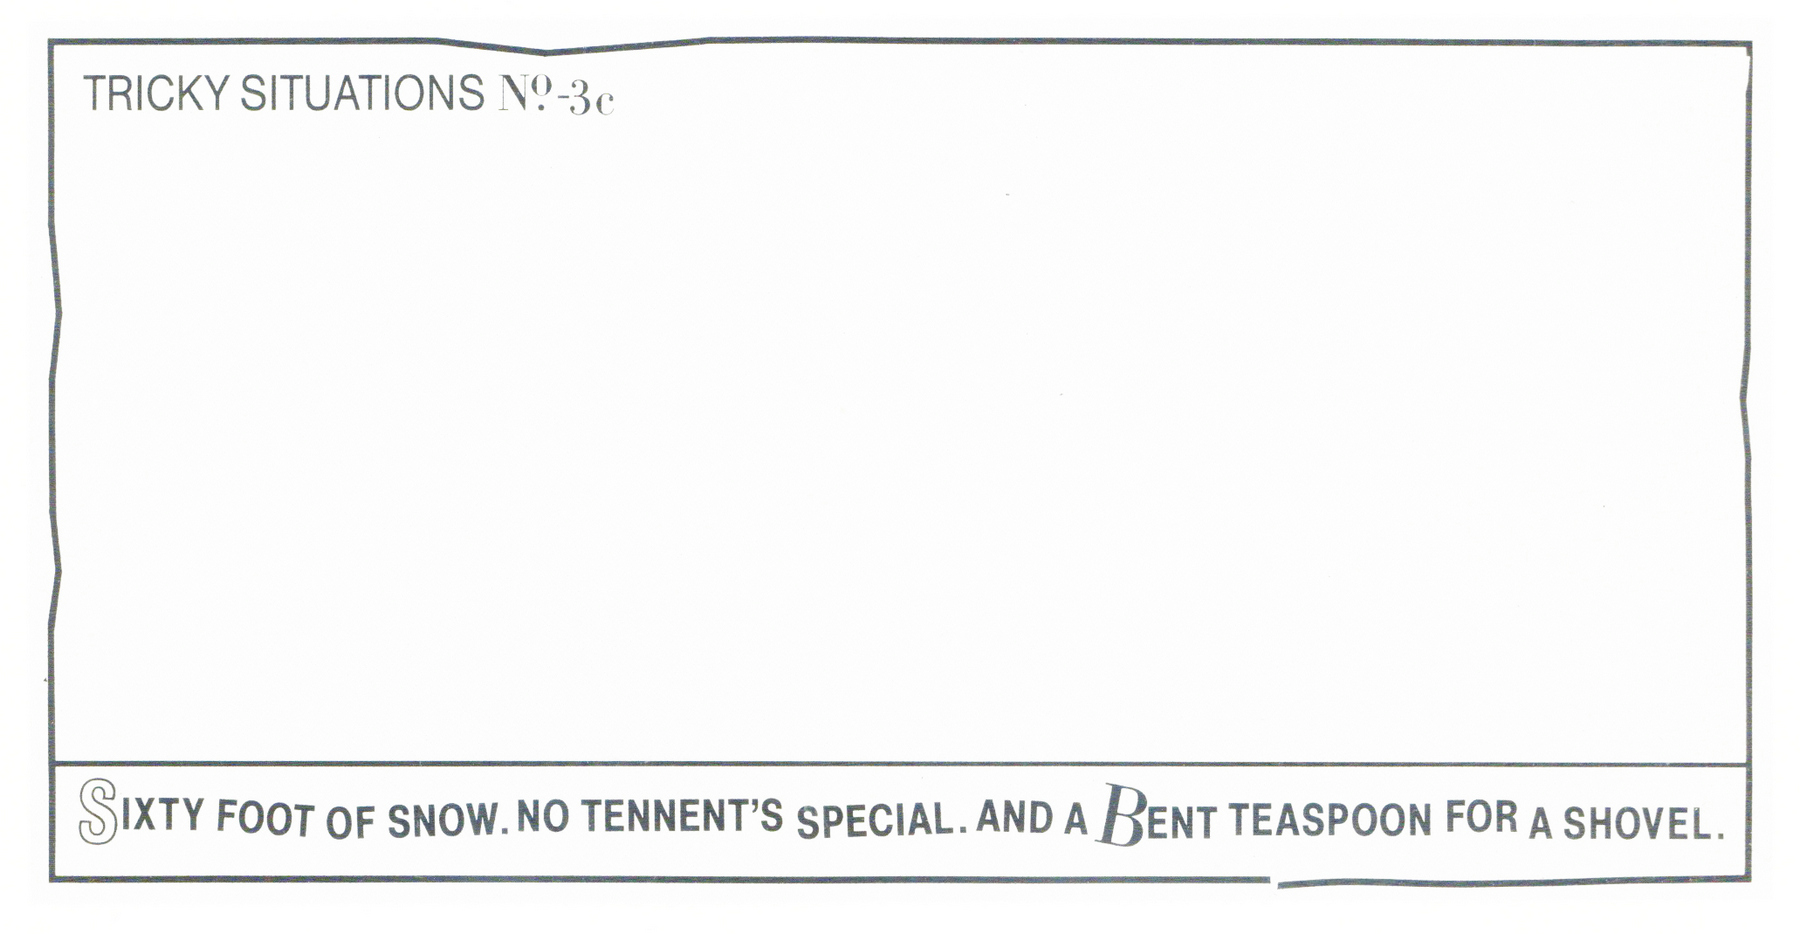 TRICKY SITUATIONS Nº.-3c
SIXTY FOOT OF SNOW. NO TENNENT'S SPECIAL. AND A BENT TEASPOON FOR A SHOVEL.